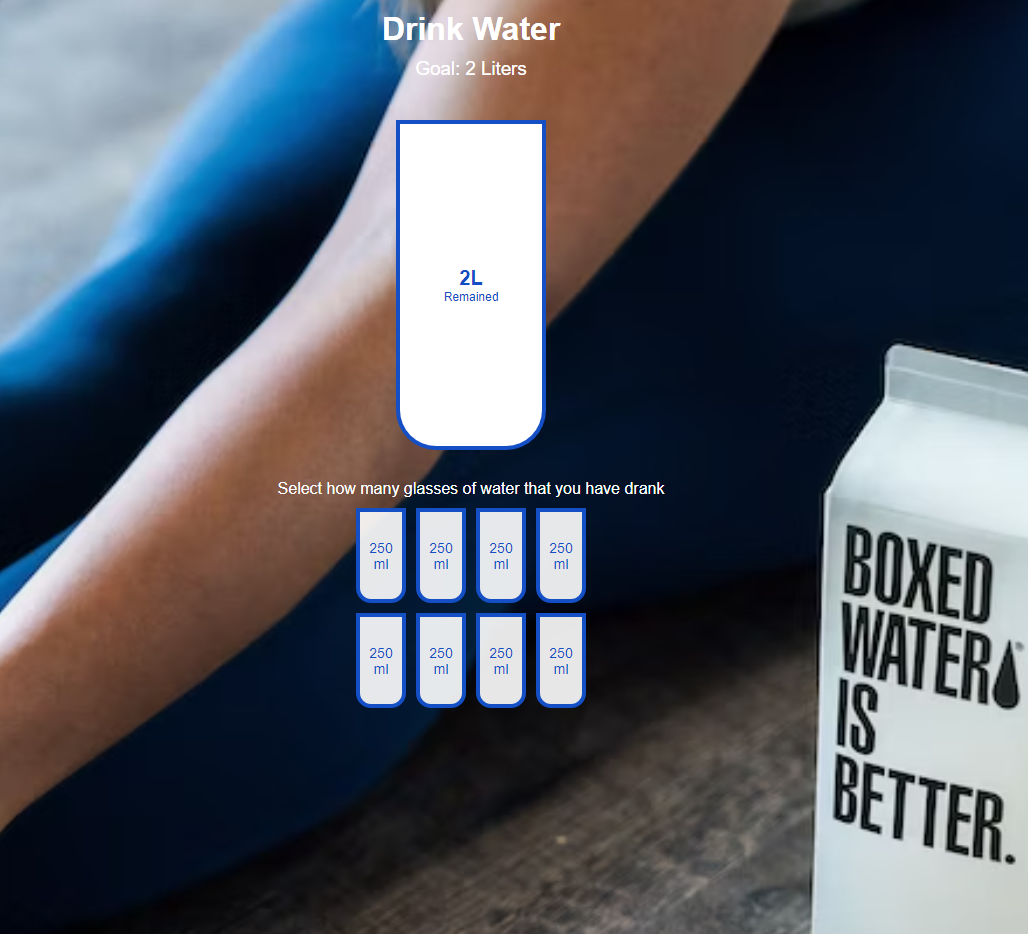 Drink Water
Goal: 2 Liters
2L
Remained
Select how many glasses of water that you have drank
250 250 250 250
ml ml ml ml
250 250 250 250
ml ml ml ml
BOXED
WATER
IS
BETTER.